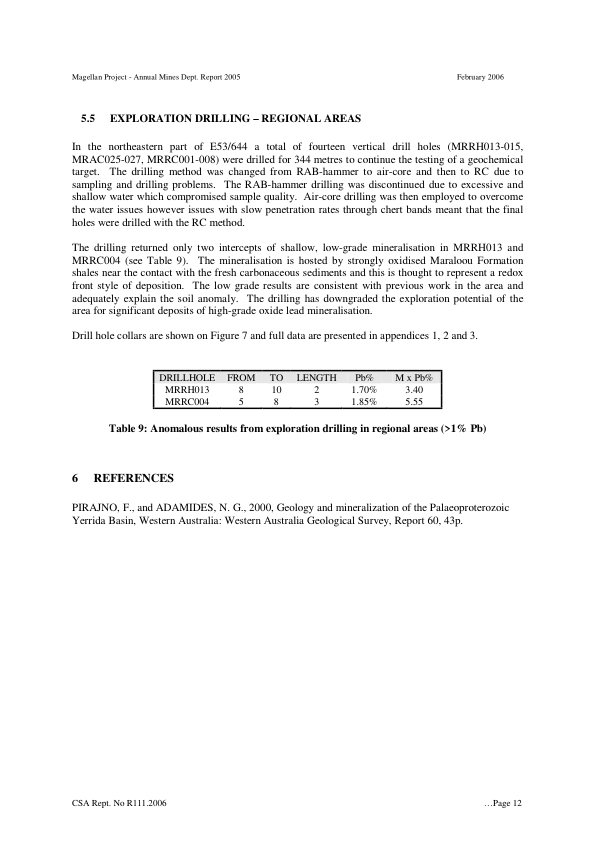 Magellan Project - Annual Mines Dept. Report 2005 February 2006
5.5 EXPLORATION DRILLING – REGIONAL AREAS
In the northeastern part of E53/644 a total of fourteen vertical drill holes (MRRH013-015,
MRAC025-027, MRRC001-008) were drilled for 344 metres to continue the testing of a geochemical
target. The drilling method was changed from RAB-hammer to air-core and then to RC due to
sampling and drilling problems. The RAB-hammer drilling was discontinued due to excessive and
shallow water which compromised sample quality. Air-core drilling was then employed to overcome
the water issues however issues with slow penetration rates through chert bands meant that the final
holes were drilled with the RC method.
The drilling returned only two intercepts of shallow, low-grade mineralisation in MRRH013 and
MRRC004 (see Table 9). The mineralisation is hosted by strongly oxidised Maraloou Formation
shales near the contact with the fresh carbonaceous sediments and this is thought to represent a redox
front style of deposition. The low grade results are consistent with previous work in the area and
adequately explain the soil anomaly. The drilling has downgraded the exploration potential of the
area for significant deposits of high-grade oxide lead mineralisation.
Drill hole collars are shown on Figure 7 and full data are presented in appendices 1, 2 and 3.
DRILLHOLE FROM TO LENGTH Pb% M x Pb%
MRRH013 8 10 2 1.70% 3.40
MRRC004 5 8 3 1.85% 5.55
Table 9: Anomalous results from exploration drilling in regional areas (>1% Pb)
6 REFERENCES
PIRAJNO, F., and ADAMIDES, N. G., 2000, Geology and mineralization of the Palaeoproterozoic
Yerrida Basin, Western Australia: Western Australia Geological Survey, Report 60, 43p.
CSA Rept. No R111.2006 …Page 12